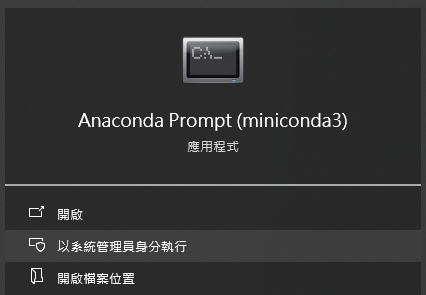 C:\_
Anaconda Prompt (miniconda3)
應用程式
開啟
以系統管理員身分執行
開啟檔案位置